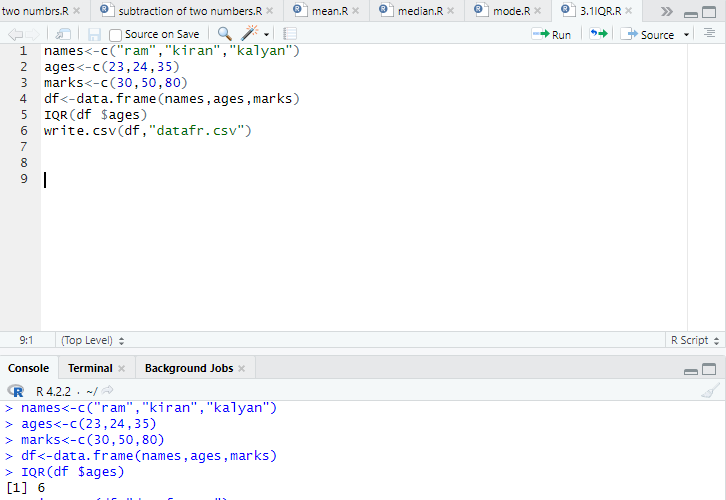 two numbrs.R subtraction of two numbers.R mean.R median.R mode.R 3.1IQR.R
Source on Save Run Source
1 names<-c("ram","kiran","kalyan")
2 ages<-c(23,24,35)
3 marks<-c(30,50,80)
4 df<-data.frame(names,ages,marks)
5 IQR(df $ages)
6 write.csv(df,"datafr.csv")
7
8
9
9:1 (Top Level) R Script
Console Terminal Background Jobs
R 4.2.2 · ~/
> names<-c("ram","kiran","kalyan")
> ages<-c(23,24,35)
> marks<-c(30,50,80)
> df<-data.frame(names,ages,marks)
> IQR(df $ages)
[1] 6